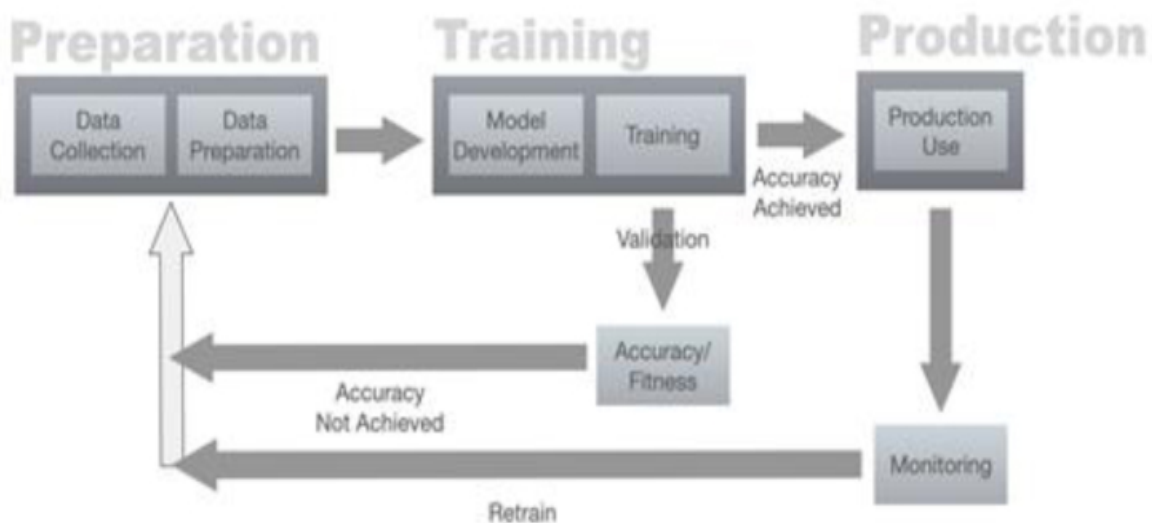 Preparation
Training
Production
Data
Collection
Data
Preparation
Model
Development
Training
Accuracy
Achieved
Production
Use
Validation
Accuracy/
Fitness
Accuracy
Not Achieved
Monitoring
Retrain